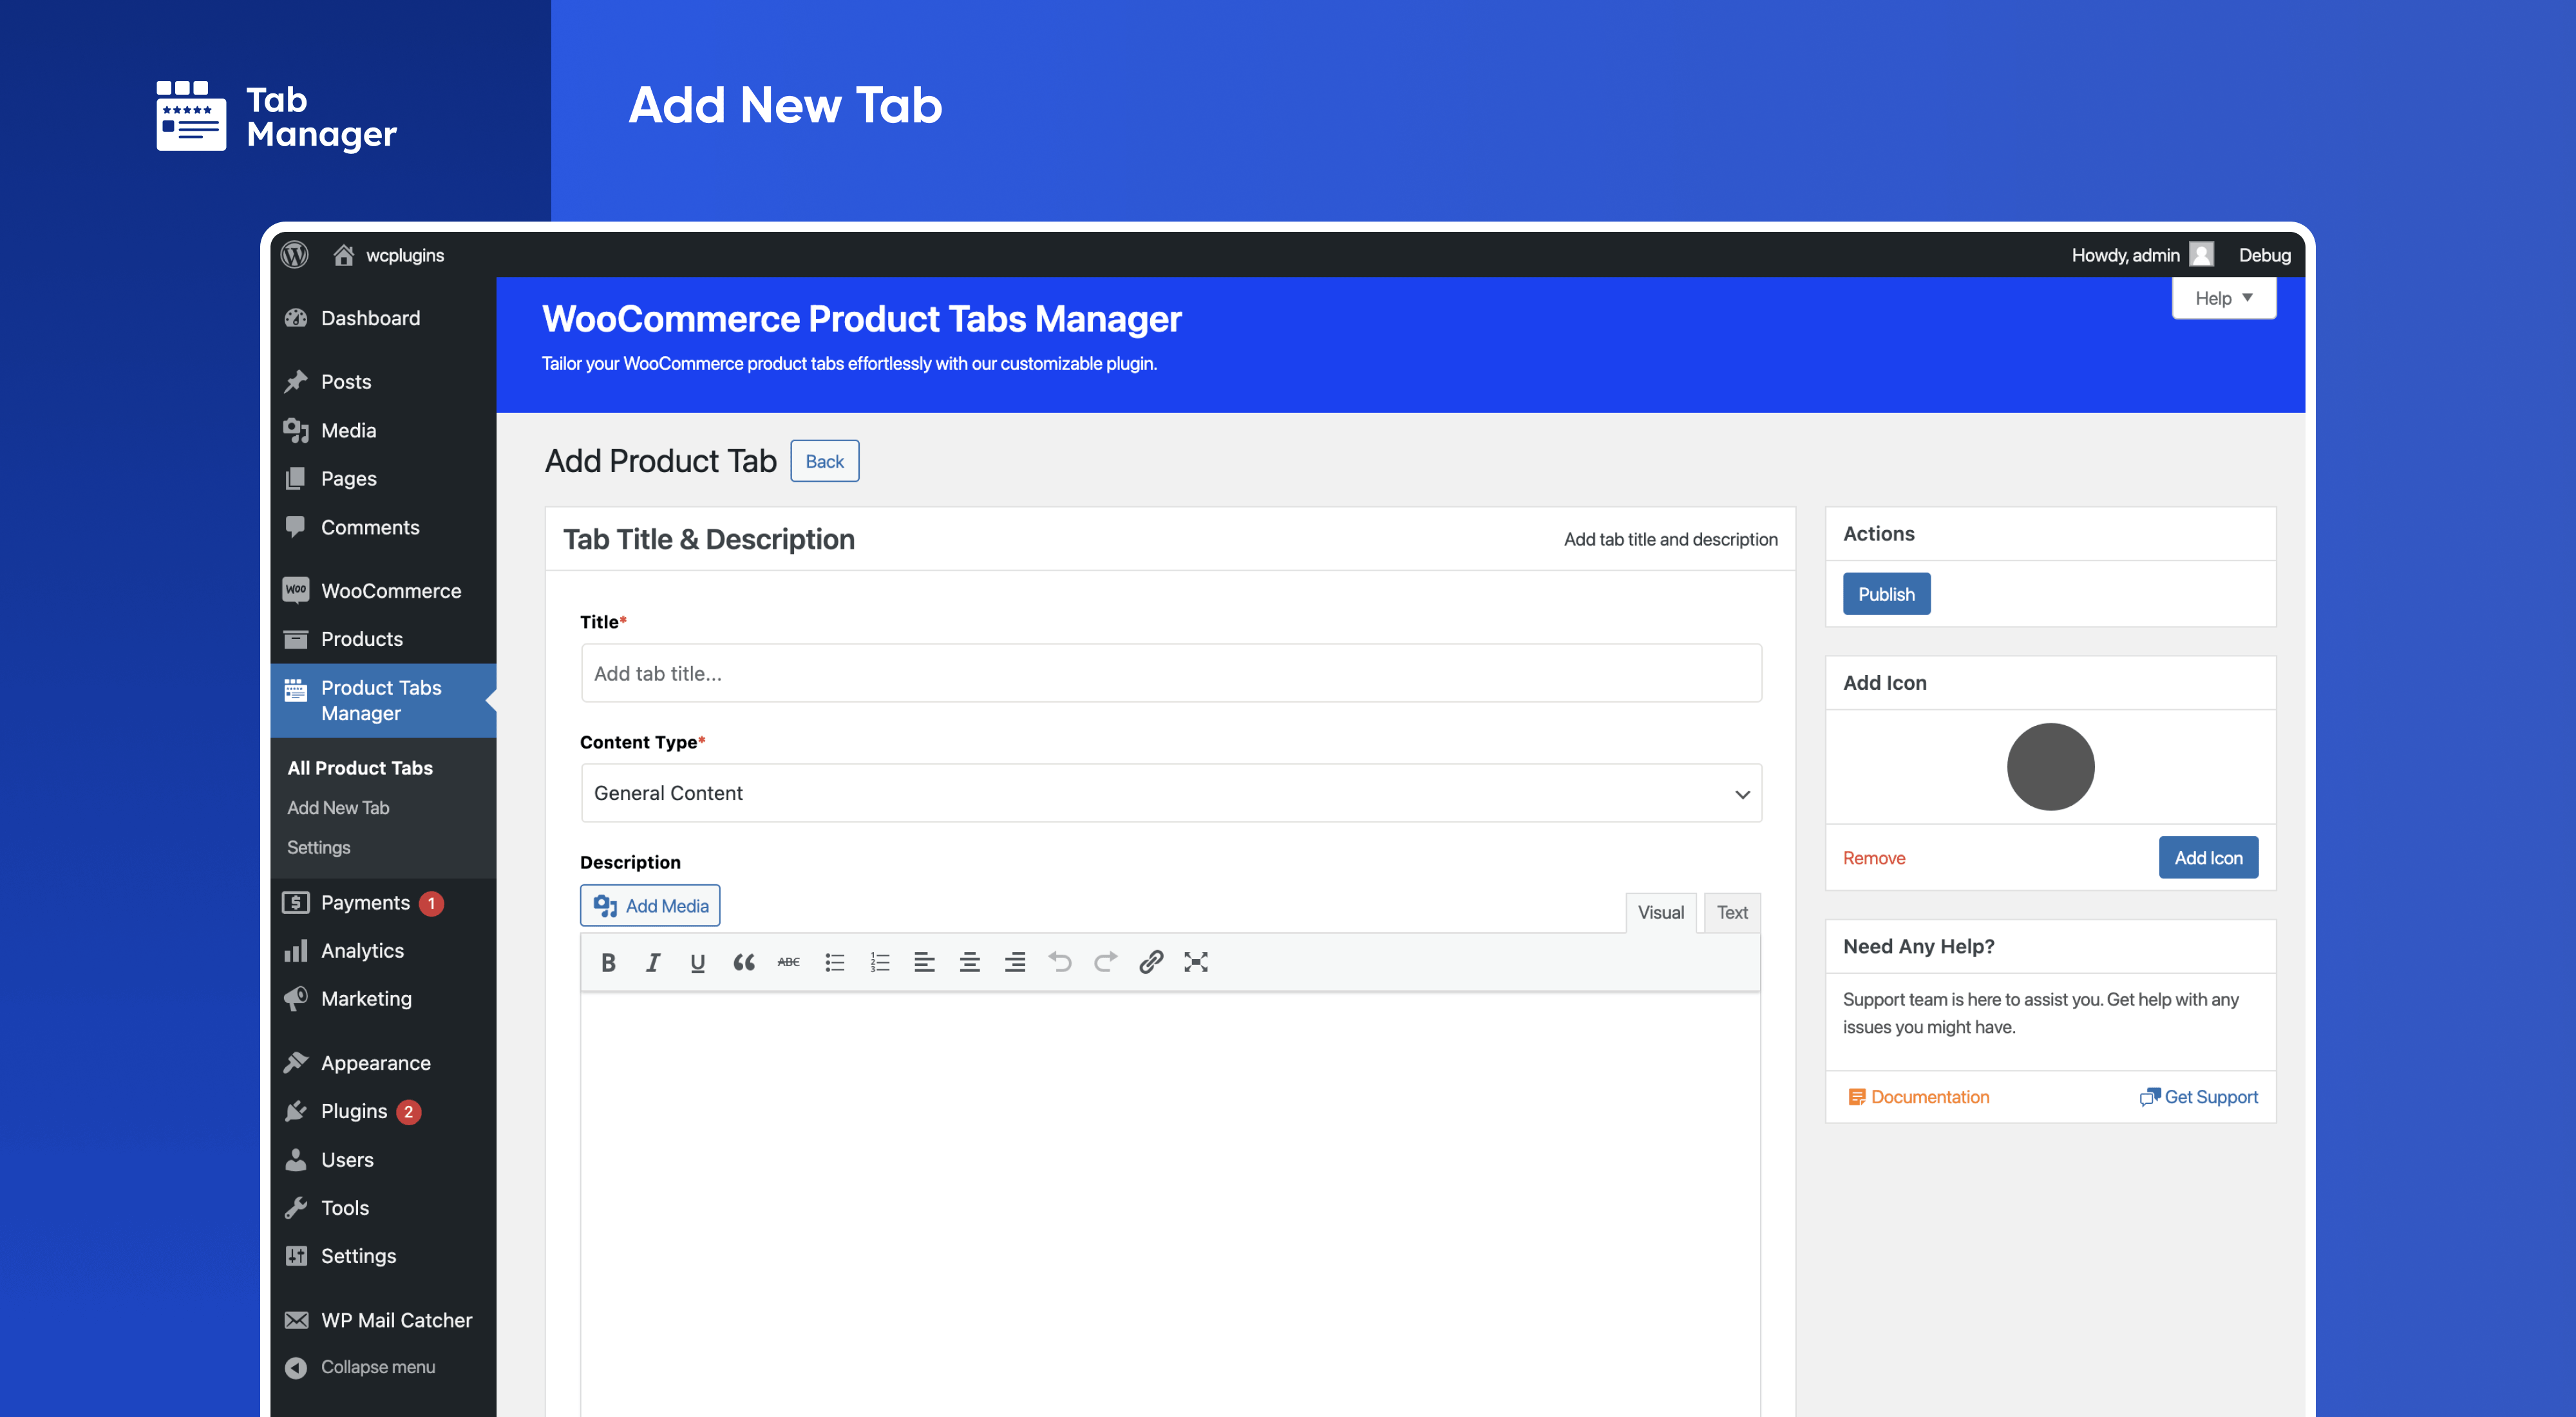 Tab
Manager
Add New Tab
wcplugins
Howdy, admin
Debug
Dashboard
Posts
Media
Pages
Comments
Woo
WooCommerce
Products
Product Tabs
Manager
All Product Tabs
Add New Tab
Settings
Payments 1
Analytics
Marketing
Appearance
Plugins 2
Users
Tools
Settings
WP Mail Catcher
Collapse menu
WooCommerce Product Tabs Manager
Help
Tailor your WooCommerce product tabs effortlessly with our customizable plugin.
Add Product Tab
Back
Tab Title & Description
Add tab title and description
Title*
Add tab title...
Content Type*
General Content
Description
Add Media
Visual
Text
B I U ABC
Actions
Publish
Add Icon
Remove
Add Icon
Need Any Help?
Support team is here to assist you. Get help with any
issues you might have.
Documentation
Get Support